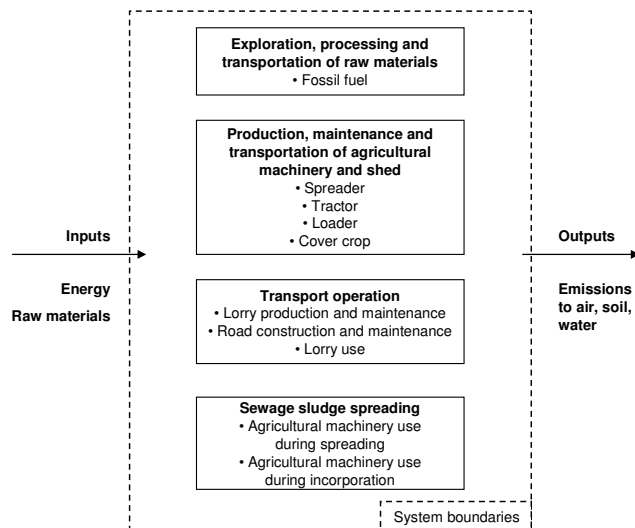 Exploration, processing and
transportation of raw materials
• Fossil fuel
Production, maintenance and
transportation of agricultural
machinery and shed
• Spreader
• Tractor
• Loader
• Cover crop
Inputs
Energy
Raw materials
Outputs
Emissions
to air, soil,
water
Transport operation
• Lorry production and maintenance
• Road construction and maintenance
• Lorry use
Sewage sludge spreading
• Agricultural machinery use
during spreading
• Agricultural machinery use
during incorporation
System boundaries